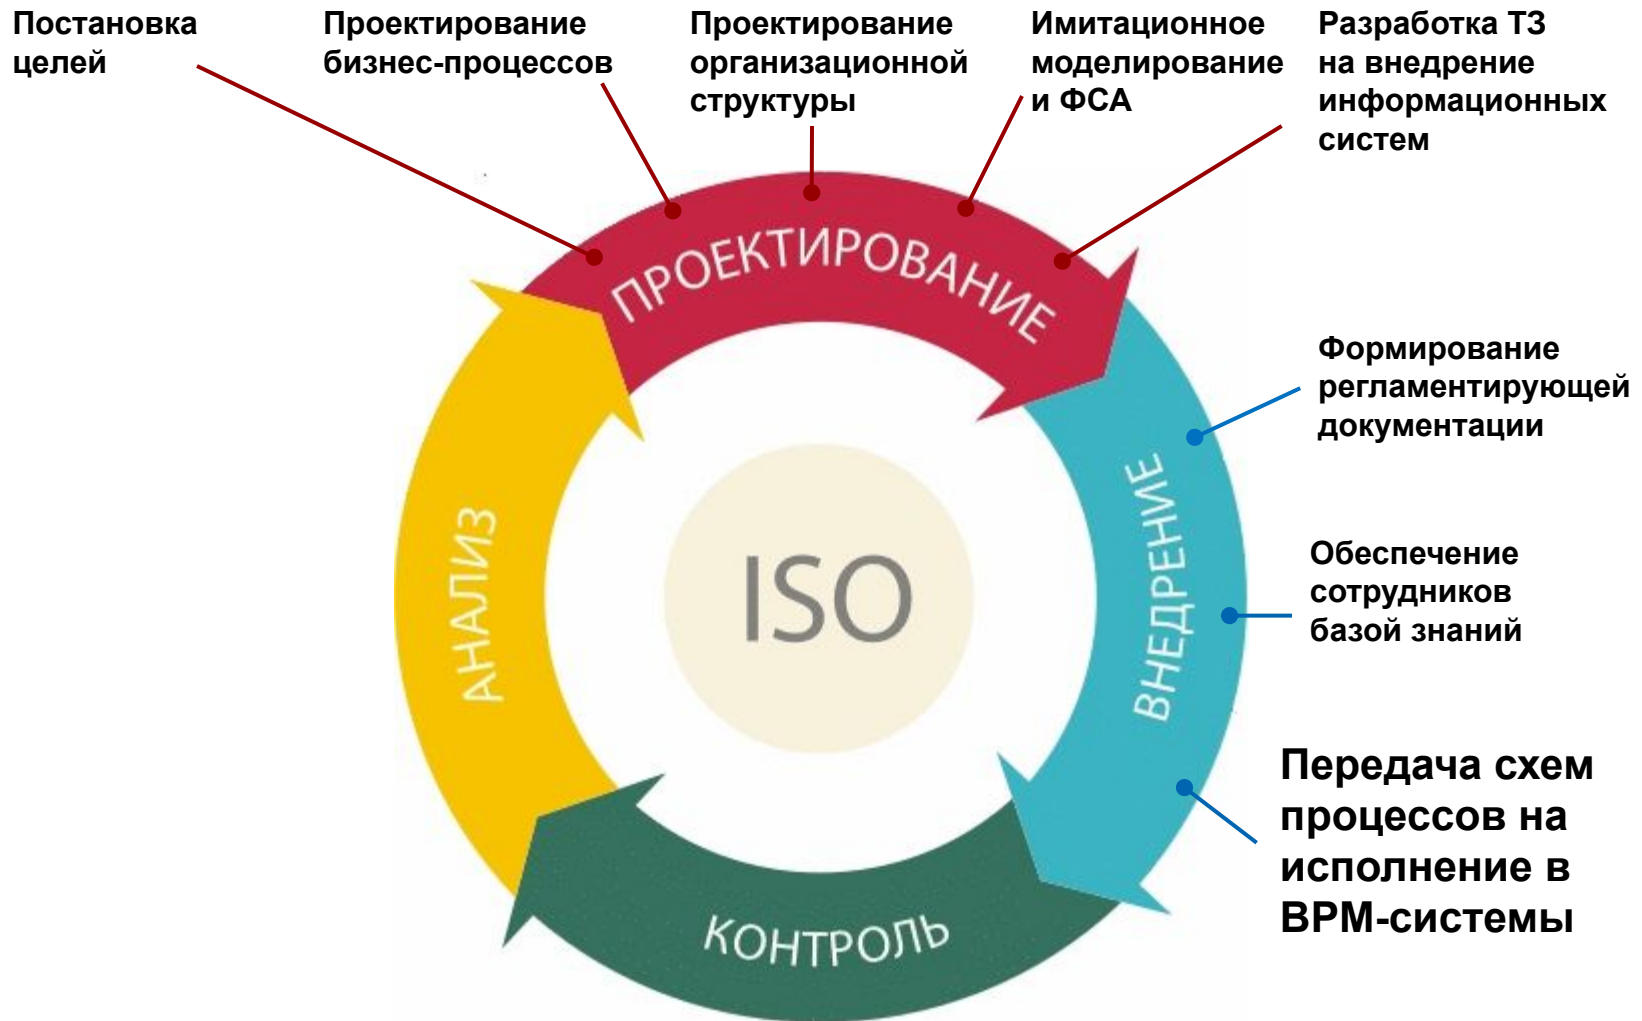 Постановка
целей
Проектирование
бизнес-процессов
Проектирование
организационной
структуры
Имитационное
моделирование
и ФСА
Разработка ТЗ
на внедрение
информационных
систем
ПРОЕКТИРОВАНИЕ
Формирование
регламентирующей
документации
ВНЕДРЕНИЕ
Обеспечение
сотрудников
базой знаний
Передача схем
процессов на
исполнение в
BPM-системы
КОНТРОЛЬ
АНАЛИЗ
ISO